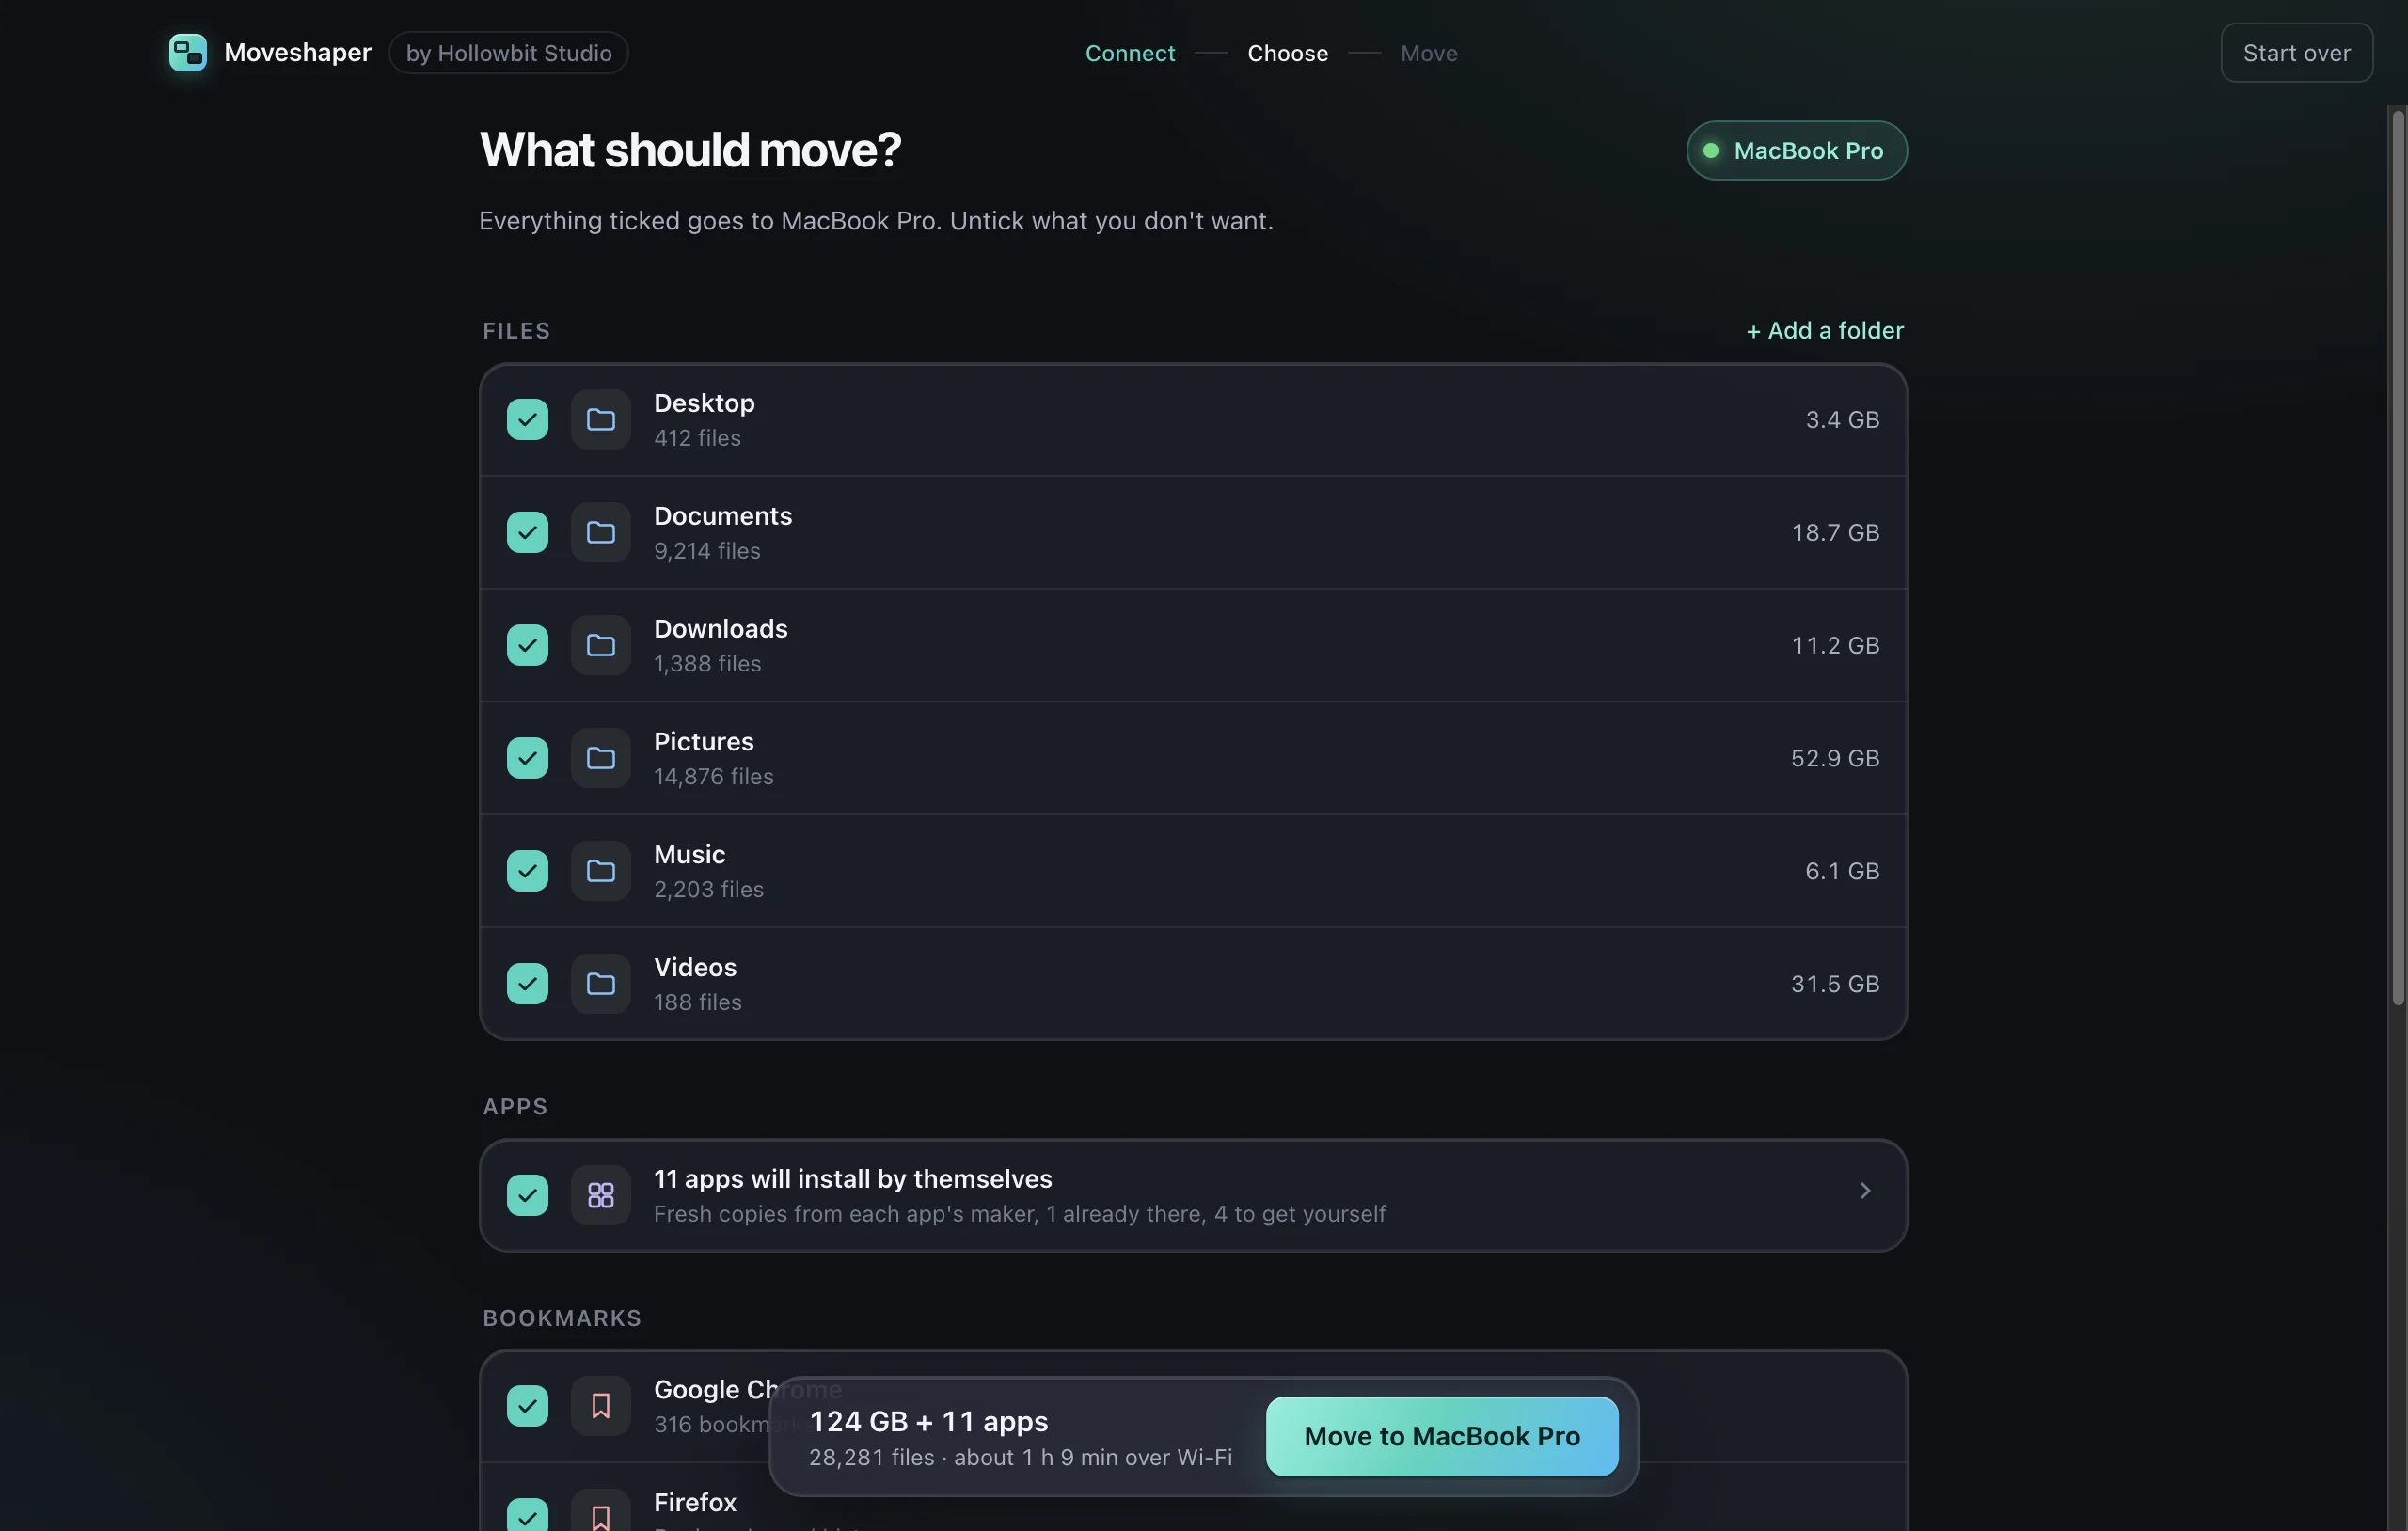 Moveshaper by Hollowbit Studio Connect Choose Move Start over
What should move? MacBook Pro
Everything ticked goes to MacBook Pro. Untick what you don't want.
FILES + Add a folder
Desktop
412 files
3.4 GB
Documents
9,214 files
18.7 GB
Downloads
1,388 files
11.2 GB
Pictures
14,876 files
52.9 GB
Music
2,203 files
6.1 GB
Videos
188 files
31.5 GB
APPS
11 apps will install by themselves
Fresh copies from each app's maker, 1 already there, 4 to get yourself
BOOKMARKS
Google Chrome
316 bookmarks
124 GB + 11 apps
28,281 files · about 1 h 9 min over Wi-Fi
Move to MacBook Pro
Firefox